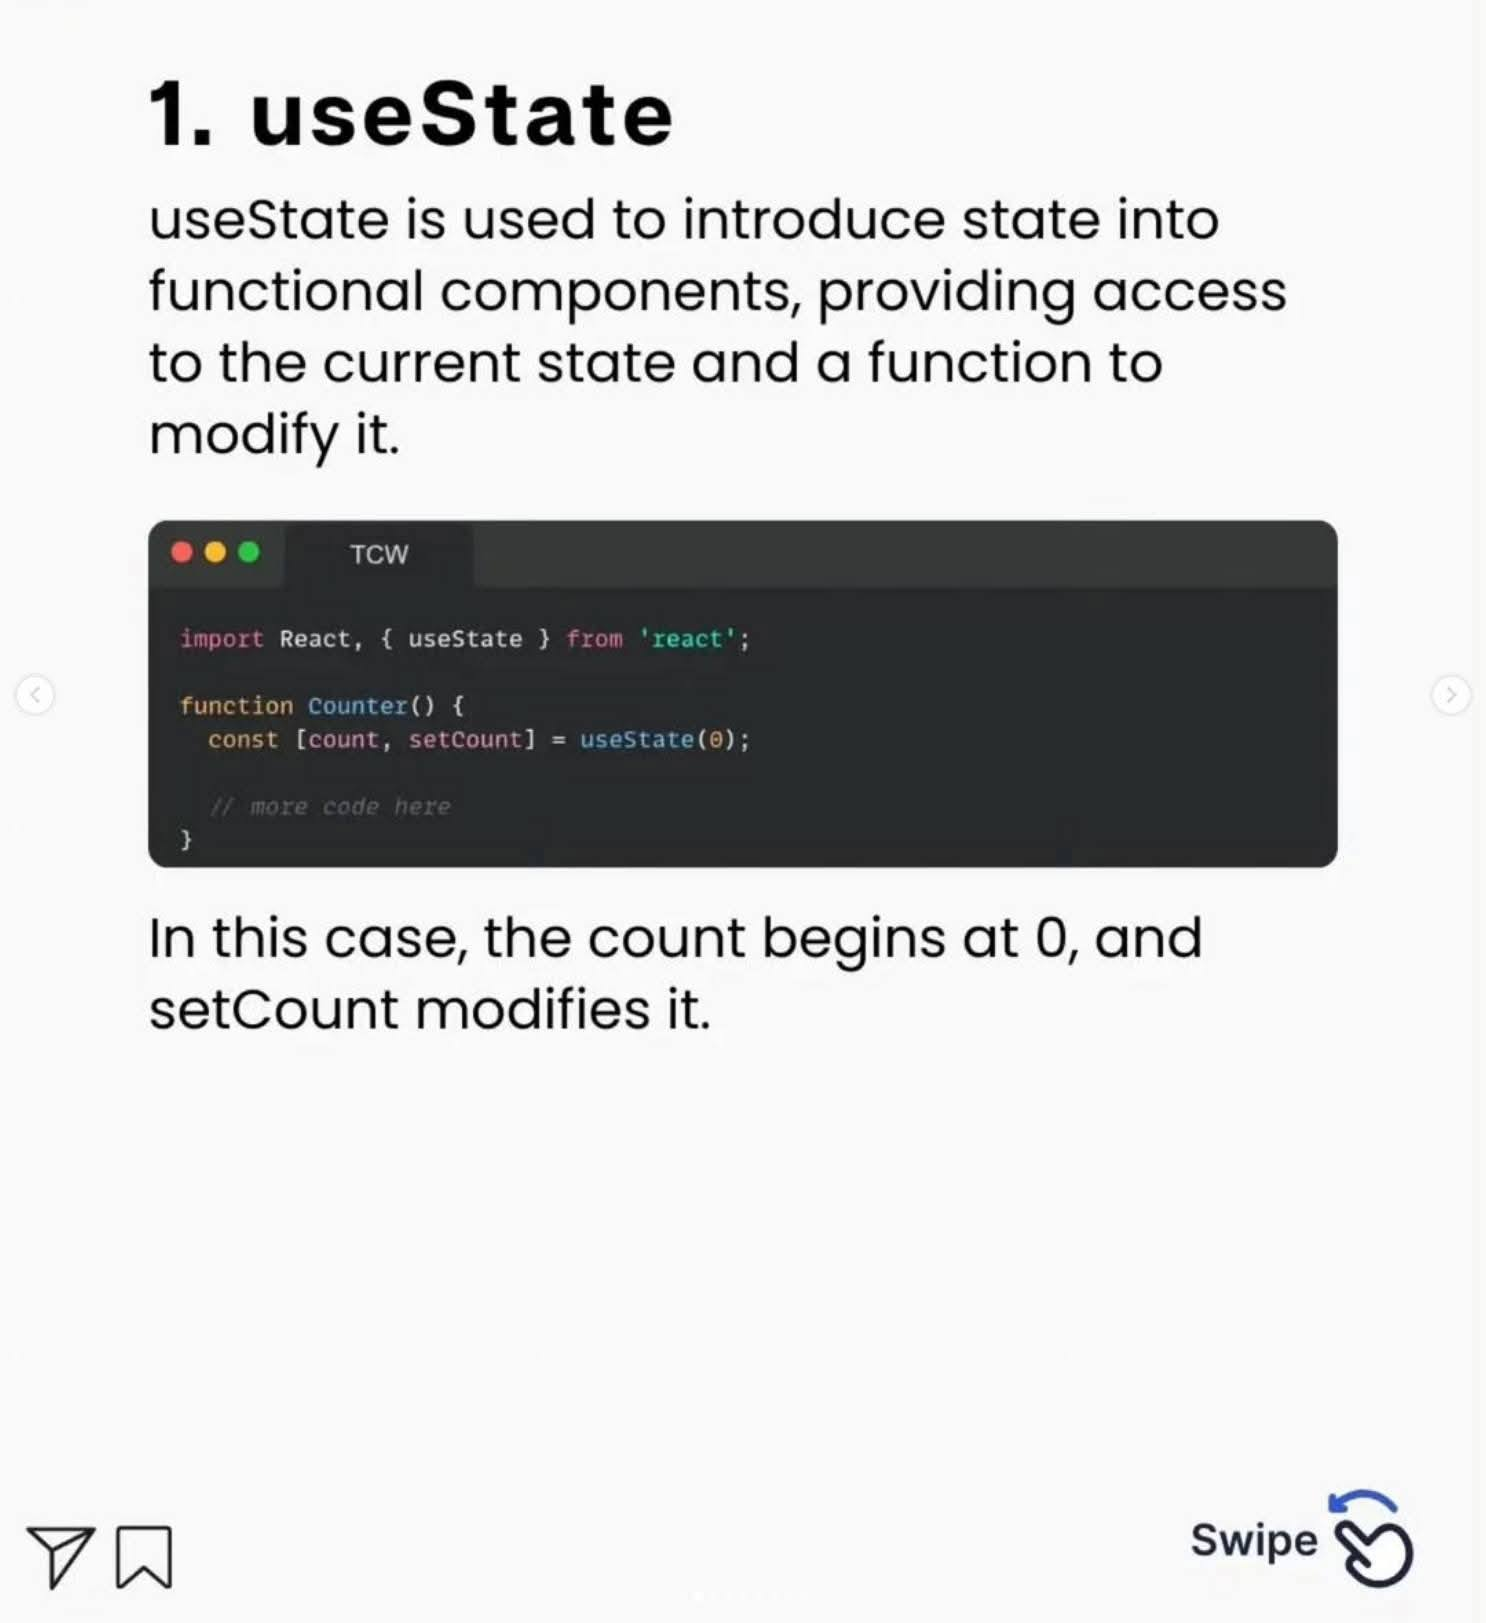 1. useState
useState is used to introduce state into
functional components, providing access
to the current state and a function to
modify it.
TCW
import React, { useState } from 'react';
function Counter() {
  const [count, setCount] = useState(0);
  // more code here
}
In this case, the count begins at 0, and
setCount modifies it.
Swipe